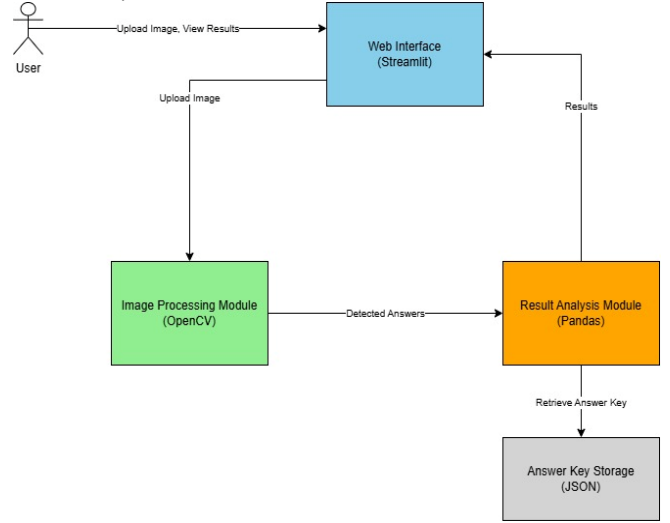 Upload Image, View Results
Web Interface
(Streamlit)
User
Upload Image
Results
Image Processing Module
(OpenCV)
Detected Answers
Result Analysis Module
(Pandas)
Retrieve Answer Key
Answer Key Storage
(JSON)